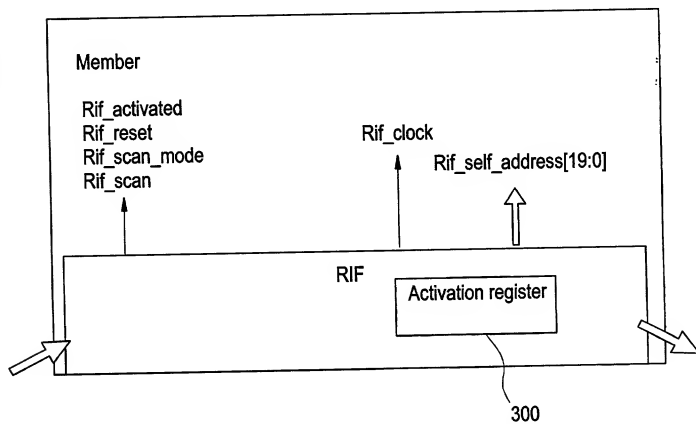 Member
Rif_activated
Rif_reset
Rif_scan_mode
Rif_scan
Rif_clock
Rif_self_address[19:0]
RIF
Activation register
300